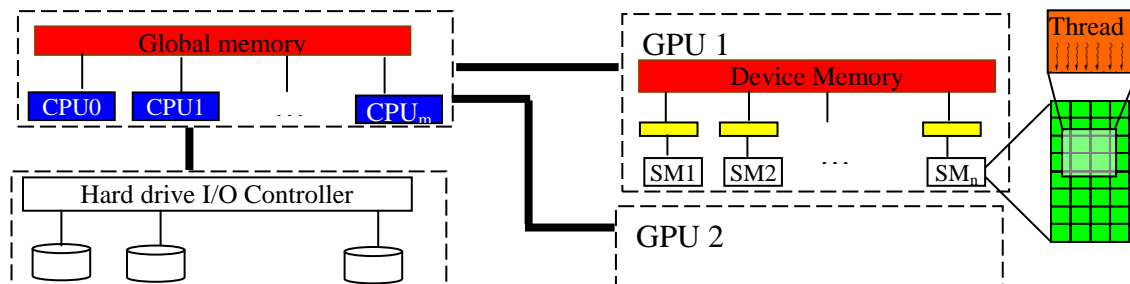 Global memory
CPU0 CPU1 ... CPUm
Hard drive I/O Controller
GPU 1
Device Memory
SM1 SM2 ... SMn
GPU 2
Thread